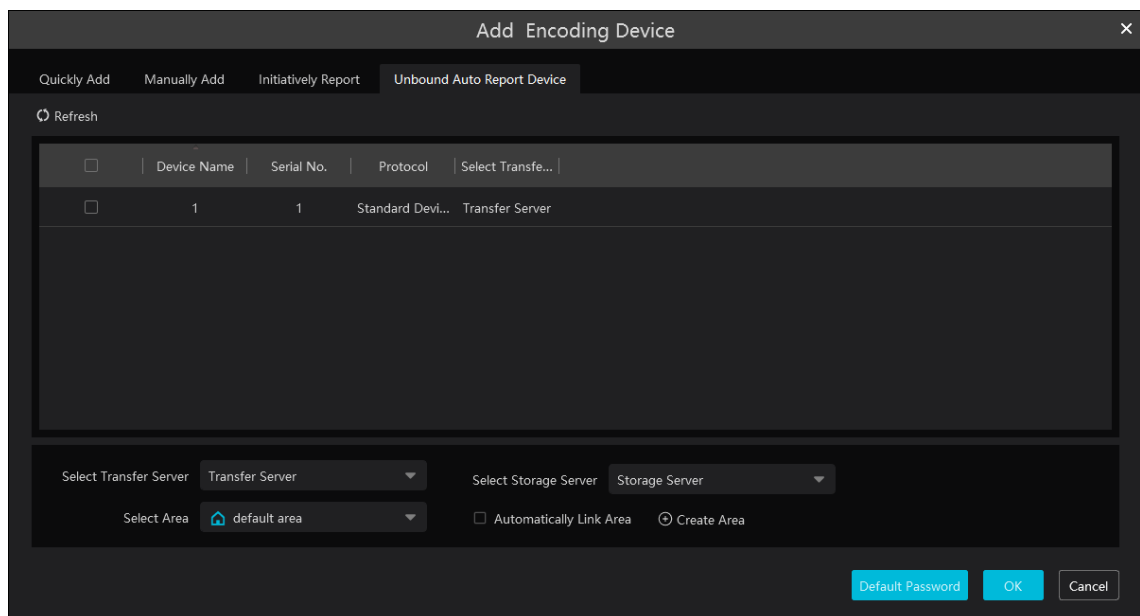 Add Encoding Device
Quickly Add Manually Add Initiatively Report Unbound Auto Report Device
Refresh
Device Name Serial No. Protocol Select Transfe...
1 1 Standard Devi... Transfer Server
Select Transfer Server Transfer Server Select Storage Server Storage Server
Select Area default area Automatically Link Area Create Area
Default Password OK Cancel